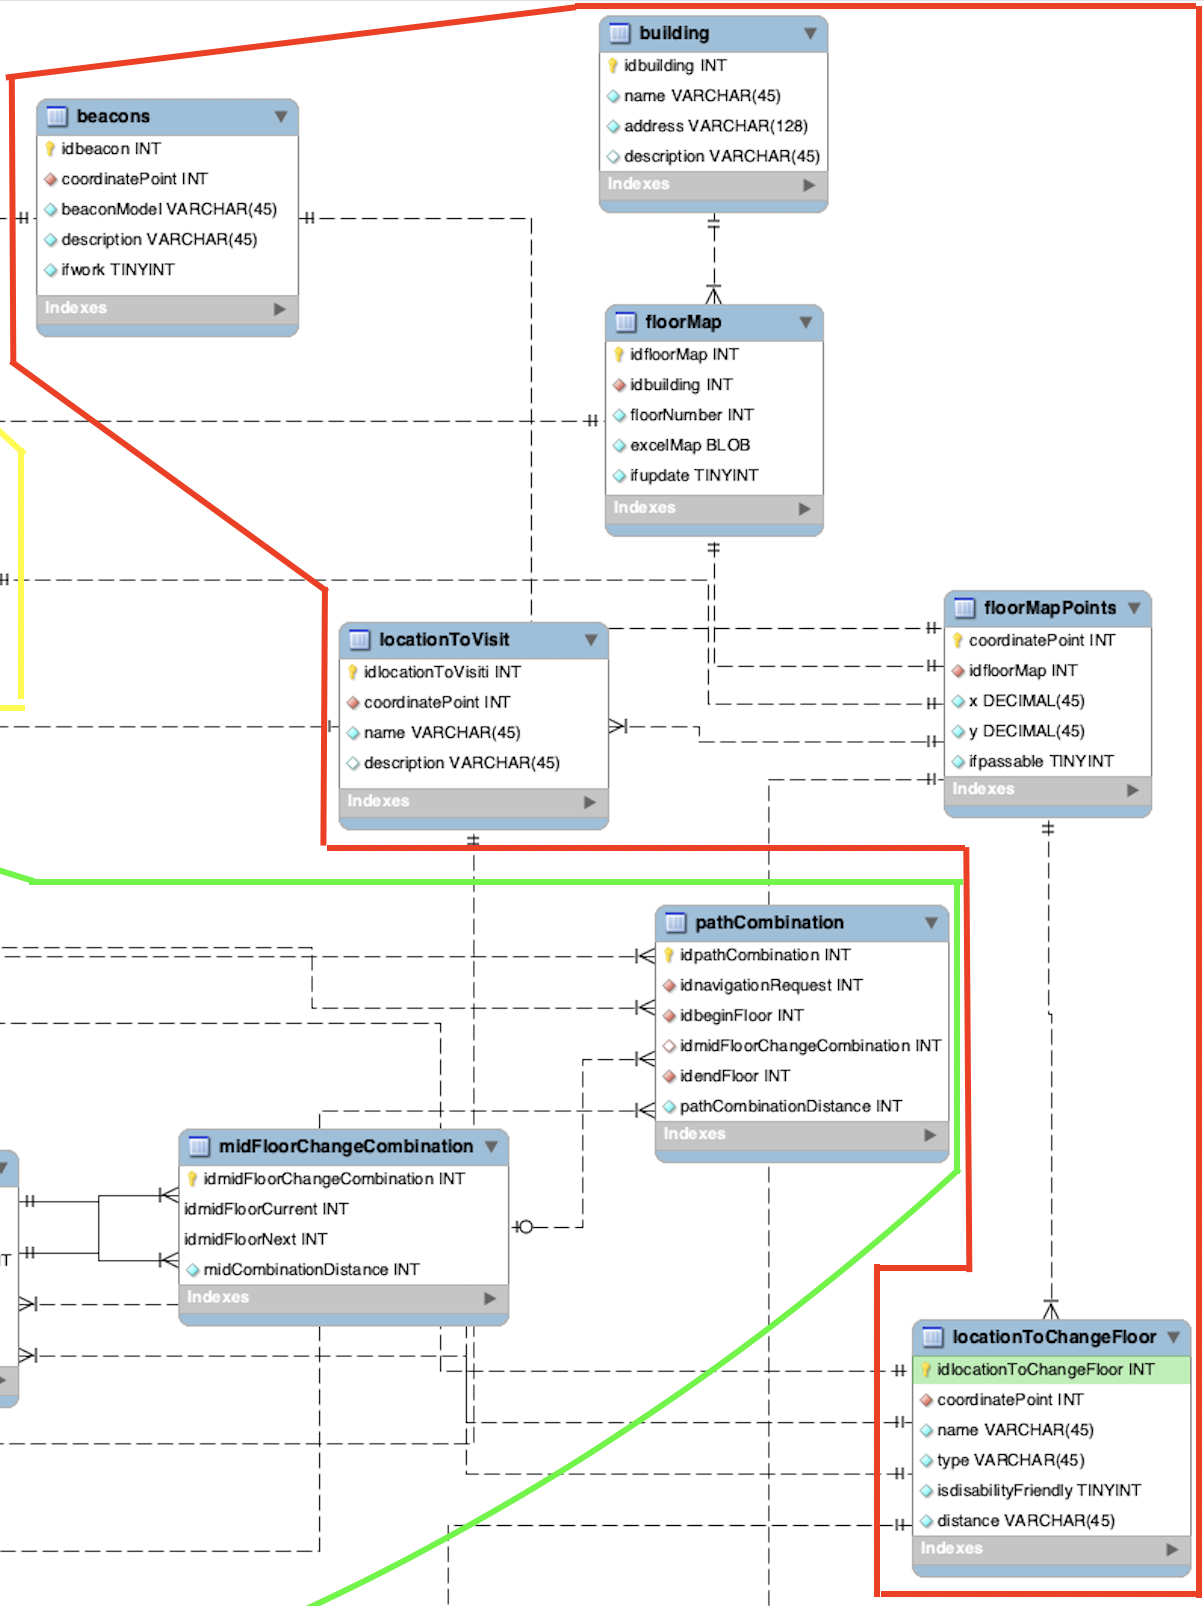 building
idbuilding INT
name VARCHAR(45)
address VARCHAR(128)
description VARCHAR(45)
Indexes
beacons
idbeacon INT
coordinatePoint INT
beaconModel VARCHAR(45)
description VARCHAR(45)
ifwork TINYINT
Indexes
floorMap
idfloorMap INT
idbuilding INT
floorNumber INT
excelMap BLOB
ifupdate TINYINT
Indexes
floorMapPoints
coordinatePoint INT
idfloorMap INT
x DECIMAL(45)
y DECIMAL(45)
ifpassable TINYINT
Indexes
locationToVisit
idlocationToVisiti INT
coordinatePoint INT
name VARCHAR(45)
description VARCHAR(45)
Indexes
pathCombination
idpathCombination INT
idnavigationRequest INT
idbeginFloor INT
idmidFloorChangeCombination INT
idendFloor INT
pathCombinationDistance INT
Indexes
midFloorChangeCombination
idmidFloorChangeCombination INT
idmidFloorCurrent INT
idmidFloorNext INT
midCombinationDistance INT
Indexes
locationToChangeFloor
idlocationToChangeFloor INT
coordinatePoint INT
name VARCHAR(45)
type VARCHAR(45)
isdisabilityFriendly TINYINT
distance VARCHAR(45)
Indexes